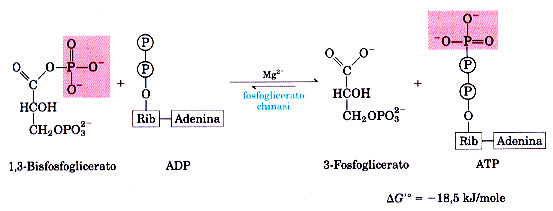 O
O
O—P—O⁻
C
O⁻
HCOH
CH₂OPO₃²⁻
1,3-Bisfosfoglicerato
+
P
P
O
Rib
Adenina
ADP
Mg²⁺
fosfoglicerato
chinasi
O
O⁻
C
HCOH
CH₂OPO₃²⁻
3-Fosfoglicerato
+
O⁻
⁻O—P=O
P
P
O
Rib
Adenina
ATP
ΔG′° = −18,5 kJ/mole